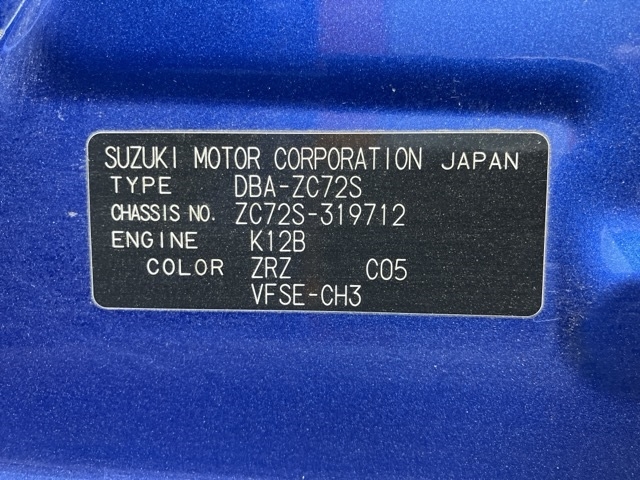 SUZUKI MOTOR CORPORATION JAPAN
TYPE DBA-ZC72S
CHASSIS NO. ZC72S-319712
ENGINE K12B
COLOR ZRZ C05
VFSE-CH3